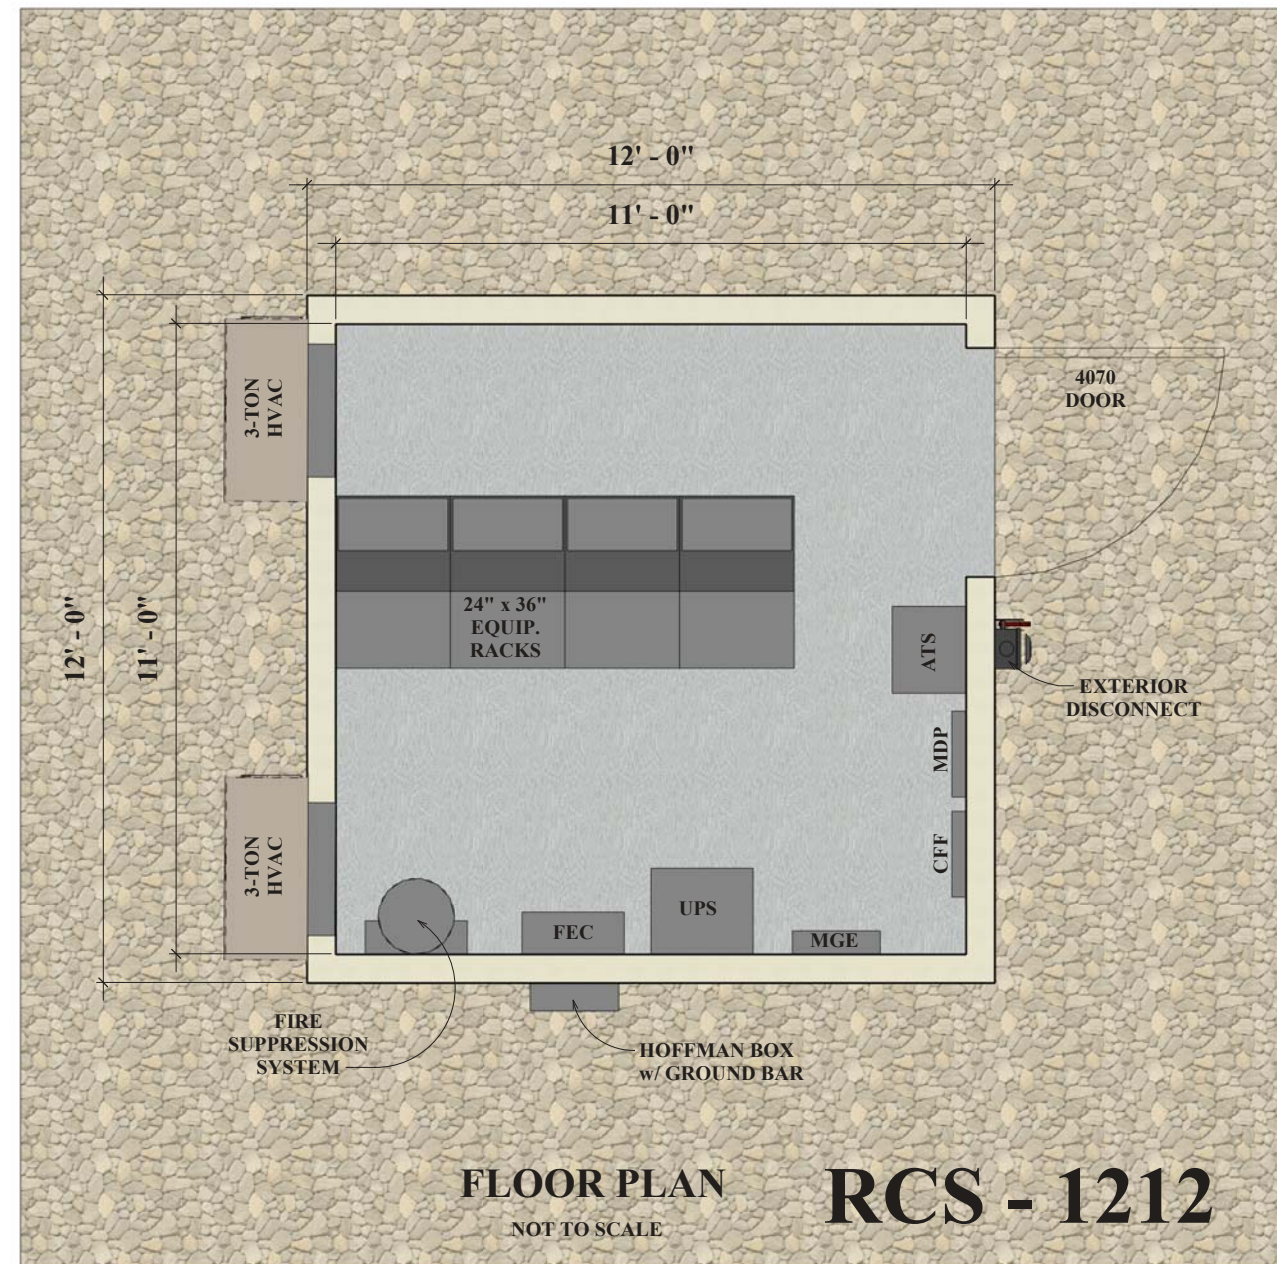 12' - 0"
11' - 0"
3-TON
HVAC
4070
DOOR
12' - 0"
11' - 0"
24" x 36"
EQUIP.
RACKS
ATS
EXTERIOR
DISCONNECT
MDP
CFF
3-TON
HVAC
UPS
FEC
MGE
FIRE
SUPPRESSION
SYSTEM
HOFFMAN BOX
w/ GROUND BAR
FLOOR PLAN
NOT TO SCALE
RCS - 1212